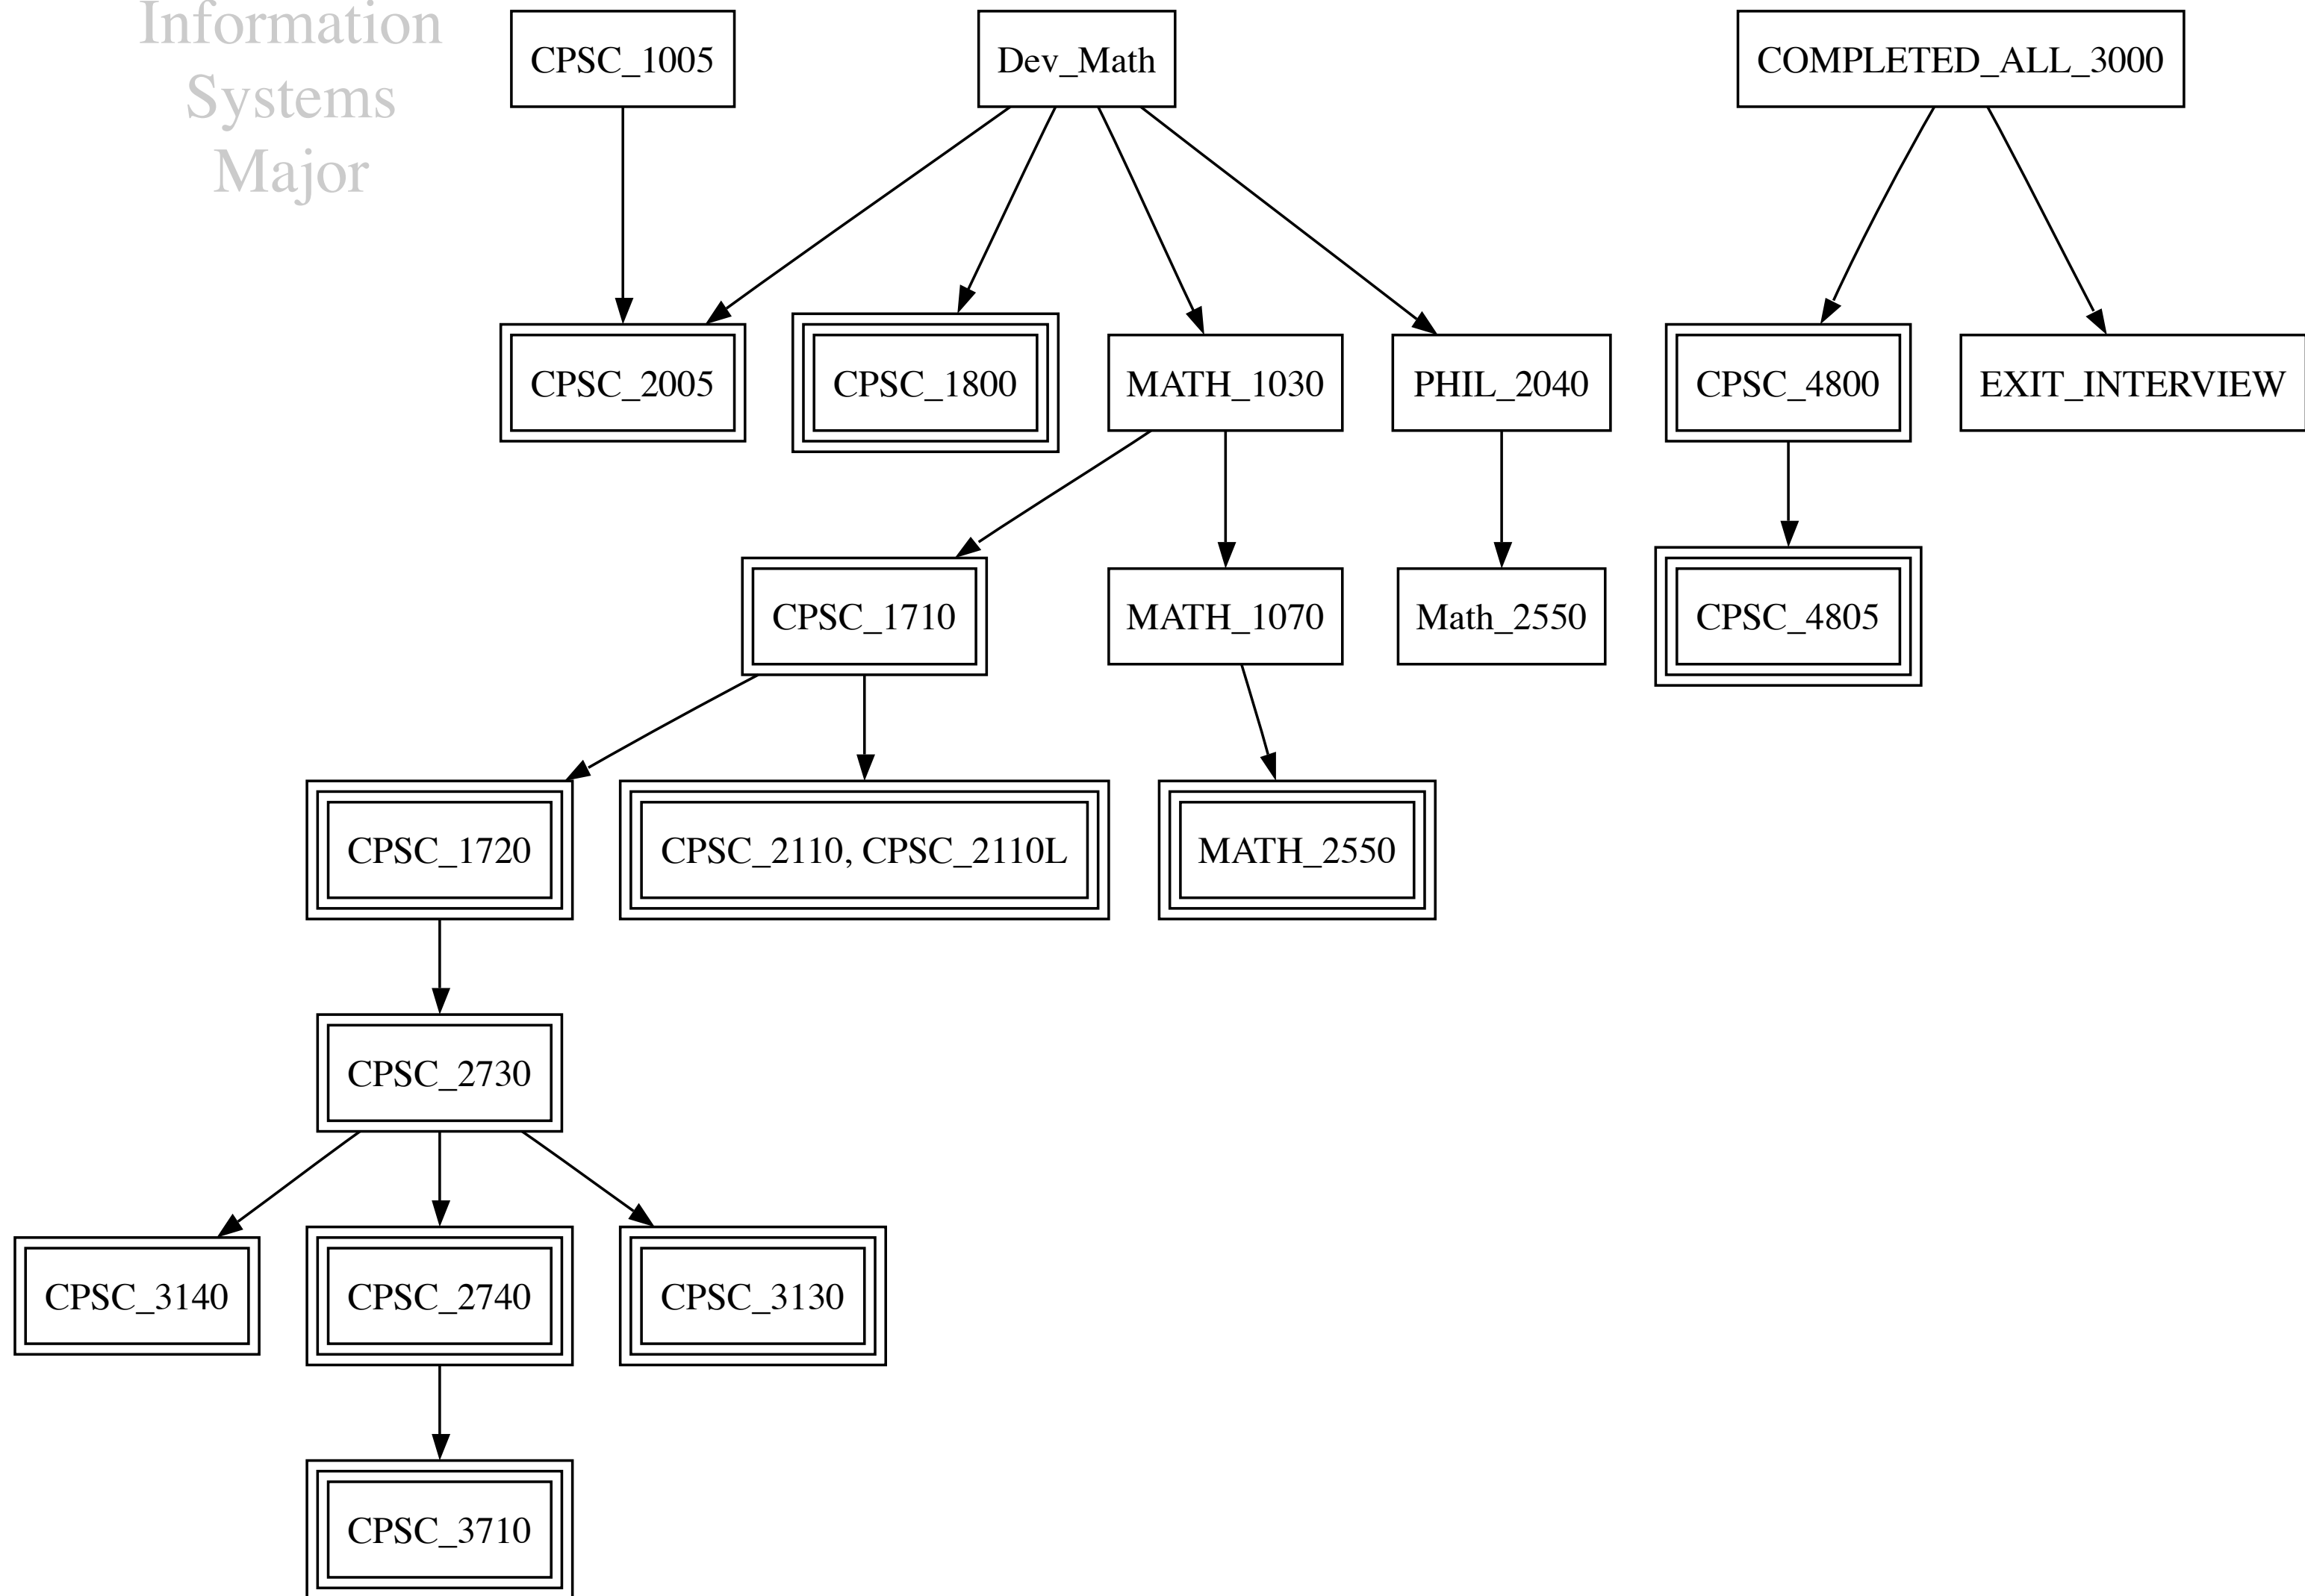 Information
Systems
Major
CPSC_1005
Dev_Math
COMPLETED_ALL_3000
CPSC_2005
CPSC_1800
MATH_1030
PHIL_2040
CPSC_4800
EXIT_INTERVIEW
CPSC_1710
MATH_1070
Math_2550
CPSC_4805
CPSC_1720
CPSC_2110, CPSC_2110L
MATH_2550
CPSC_2730
CPSC_3140
CPSC_2740
CPSC_3130
CPSC_3710